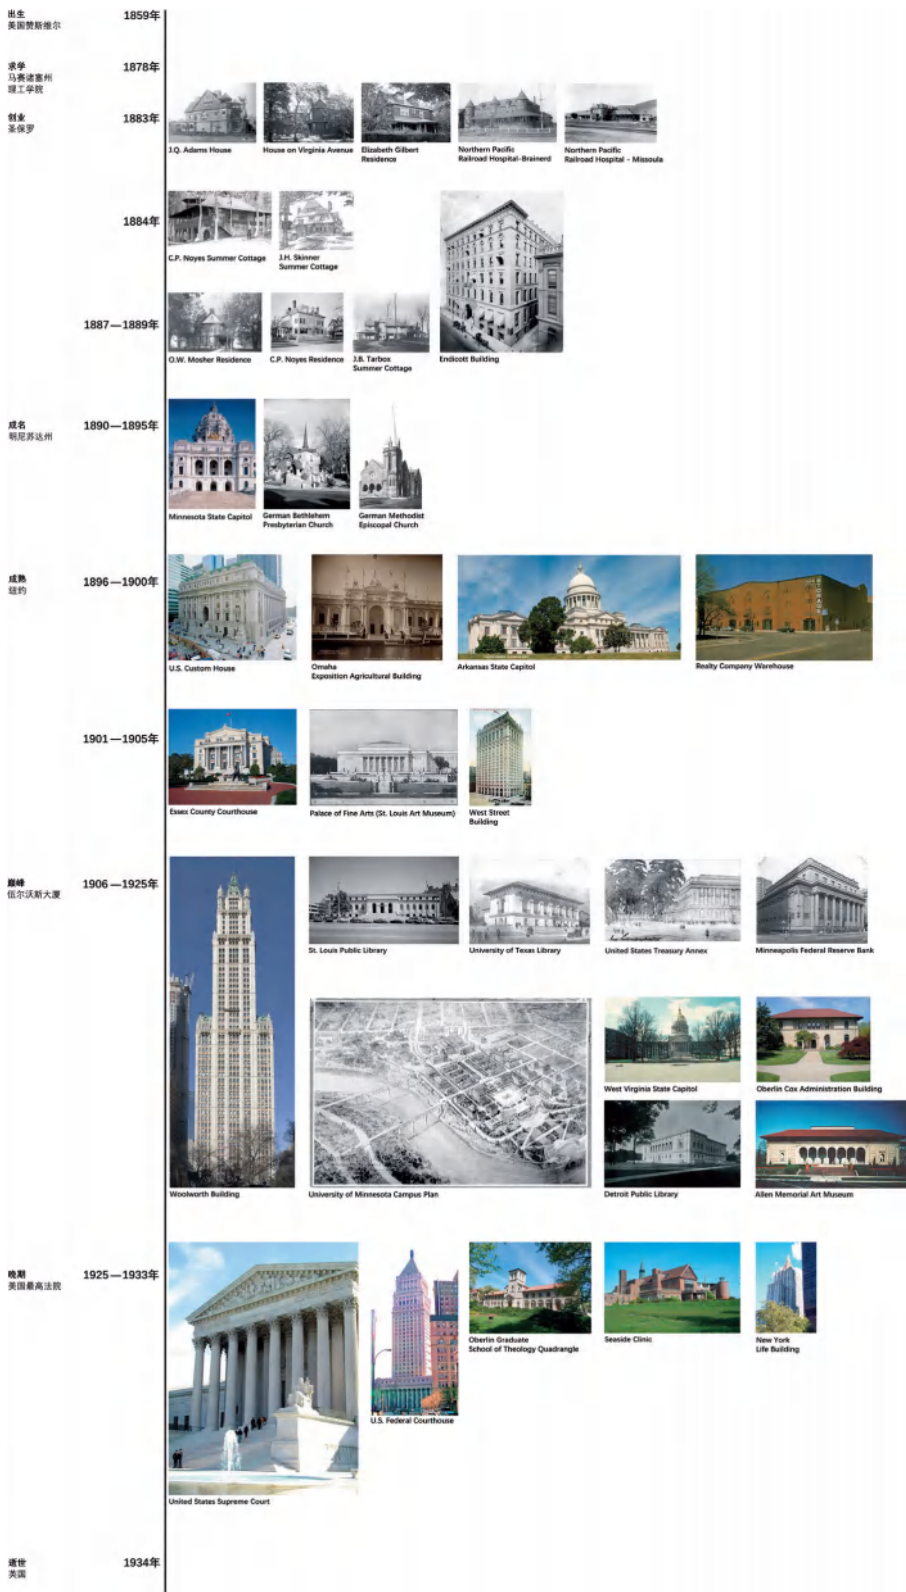 出生
美国赞斯维尔
1859年
求学
马赛诸塞州
理工学院
1878年
创业
圣保罗
1883年
J.Q. Adams House
House on Virginia Avenue
Elizabeth Gilbert
Residence
Northern Pacific
Railroad Hospital-Brainerd
Northern Pacific
Railroad Hospital - Missoula
1884年
C.P. Noyes Summer Cottage
J.H. Skinner
Summer Cottage
1887—1889年
O.W. Mosher Residence
C.P. Noyes Residence
J.B. Tarbox
Summer Cottage
Endicott Building
成名
明尼苏达州
1890—1895年
Minnesota State Capitol
German Bethlehem
Presbyterian Church
German Methodist
Episcopal Church
成熟
纽约
1896—1900年
U.S. Custom House
Omaha
Exposition Agricultural Building
Arkansas State Capitol
Realty Company Warehouse
1901—1905年
Essex County Courthouse
Palace of Fine Arts (St. Louis Art Museum)
West Street
Building
巅峰
伍尔沃斯大厦
1906—1925年
St. Louis Public Library
University of Texas Library
United States Treasury Annex
Minneapolis Federal Reserve Bank
West Virginia State Capitol
Oberlin Cox Administration Building
Woolworth Building
University of Minnesota Campus Plan
Detroit Public Library
Allen Memorial Art Museum
晚期
美国最高法院
1925—1933年
Oberlin Graduate
School of Theology Quadrangle
Seaside Clinic
New York
Life Building
U.S. Federal Courthouse
United States Supreme Court
逝世
美国
1934年